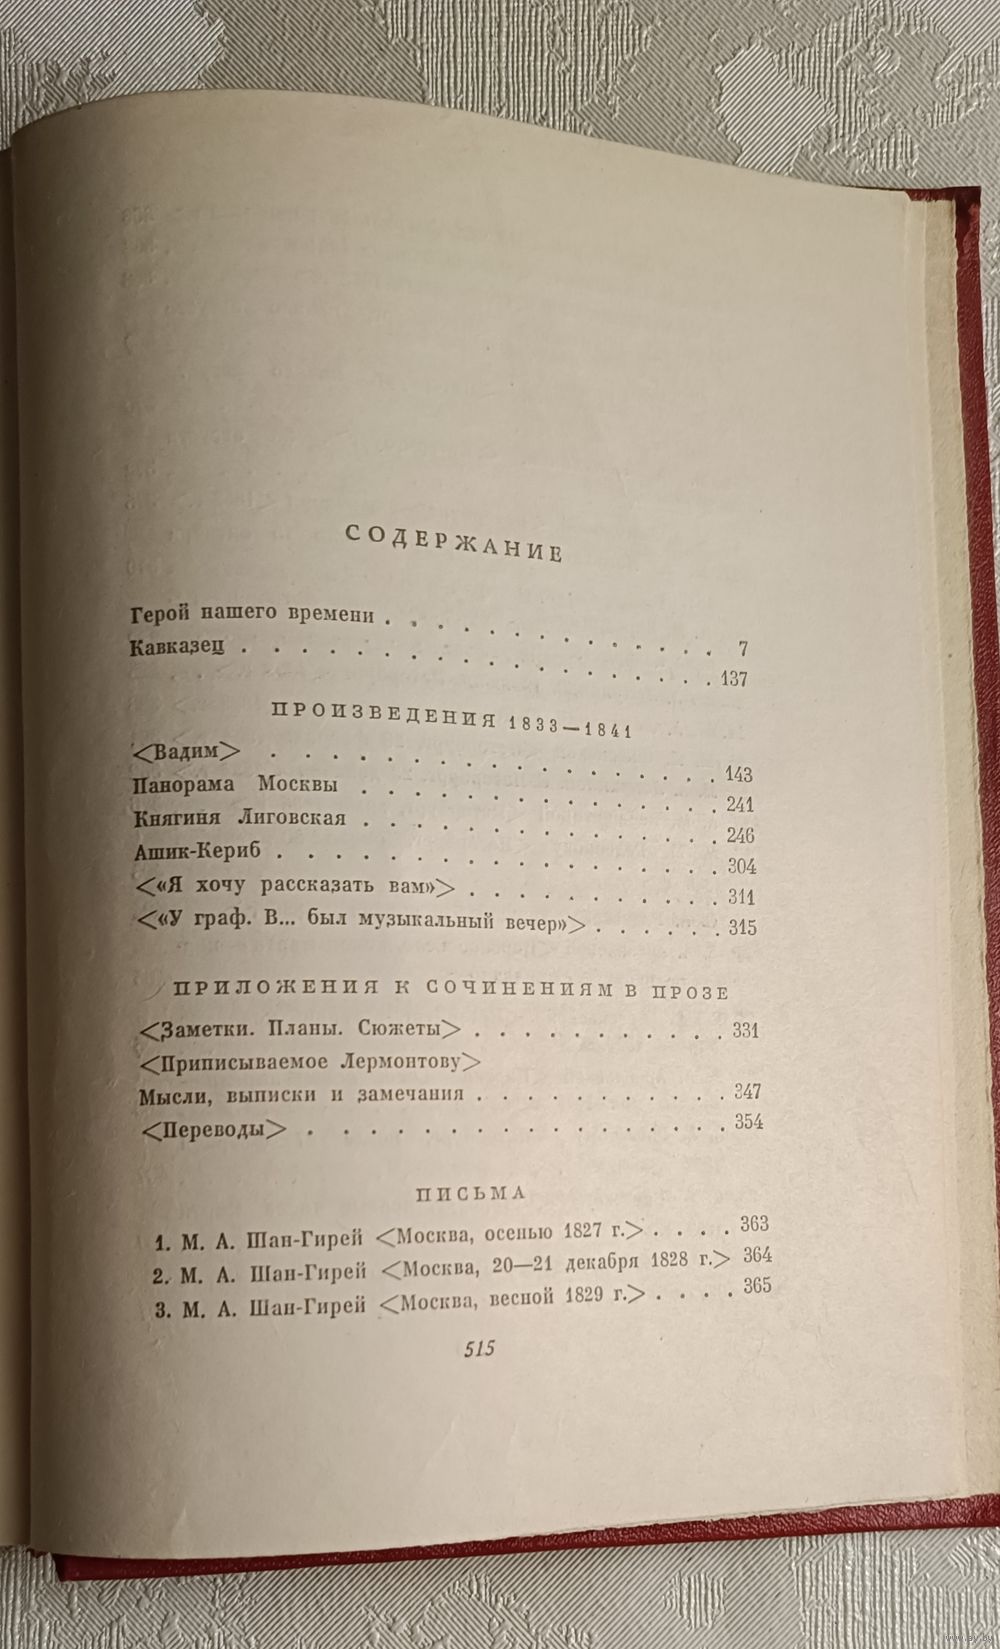 СОДЕРЖАНИЕ
Герой нашего времени . . . . . . . . . . . . . 7
Кавказец . . . . . . . . . . . . . . . . . 137
ПРОИЗВЕДЕНИЯ 1833—1841
<Вадим> . . . . . . . . . . . . . . . . 143
Панорама Москвы . . . . . . . . . . . . . 241
Княгиня Лиговская . . . . . . . . . . . . . 246
Ашик-Кериб . . . . . . . . . . . . . . . . 304
<«Я хочу рассказать вам»> . . . . . . . . . . 311
<«У граф. В... был музыкальный вечер»> . . . . . . 315
ПРИЛОЖЕНИЯ К СОЧИНЕНИЯМ В ПРОЗЕ
<Заметки. Планы. Сюжеты> . . . . . . . . . . 331
<Приписываемое Лермонтову>
Мысли, выписки и замечания . . . . . . . . . . 347
<Переводы> . . . . . . . . . . . . . . 354
ПИСЬМА
1. М. А. Шан-Гирей <Москва, осенью 1827 г.> . . . . 363
2. М. А. Шан-Гирей <Москва, 20—21 декабря 1828 г.> 364
3. М. А. Шан-Гирей <Москва, весной 1829 г.> . . . . 365
515
www.ay.by